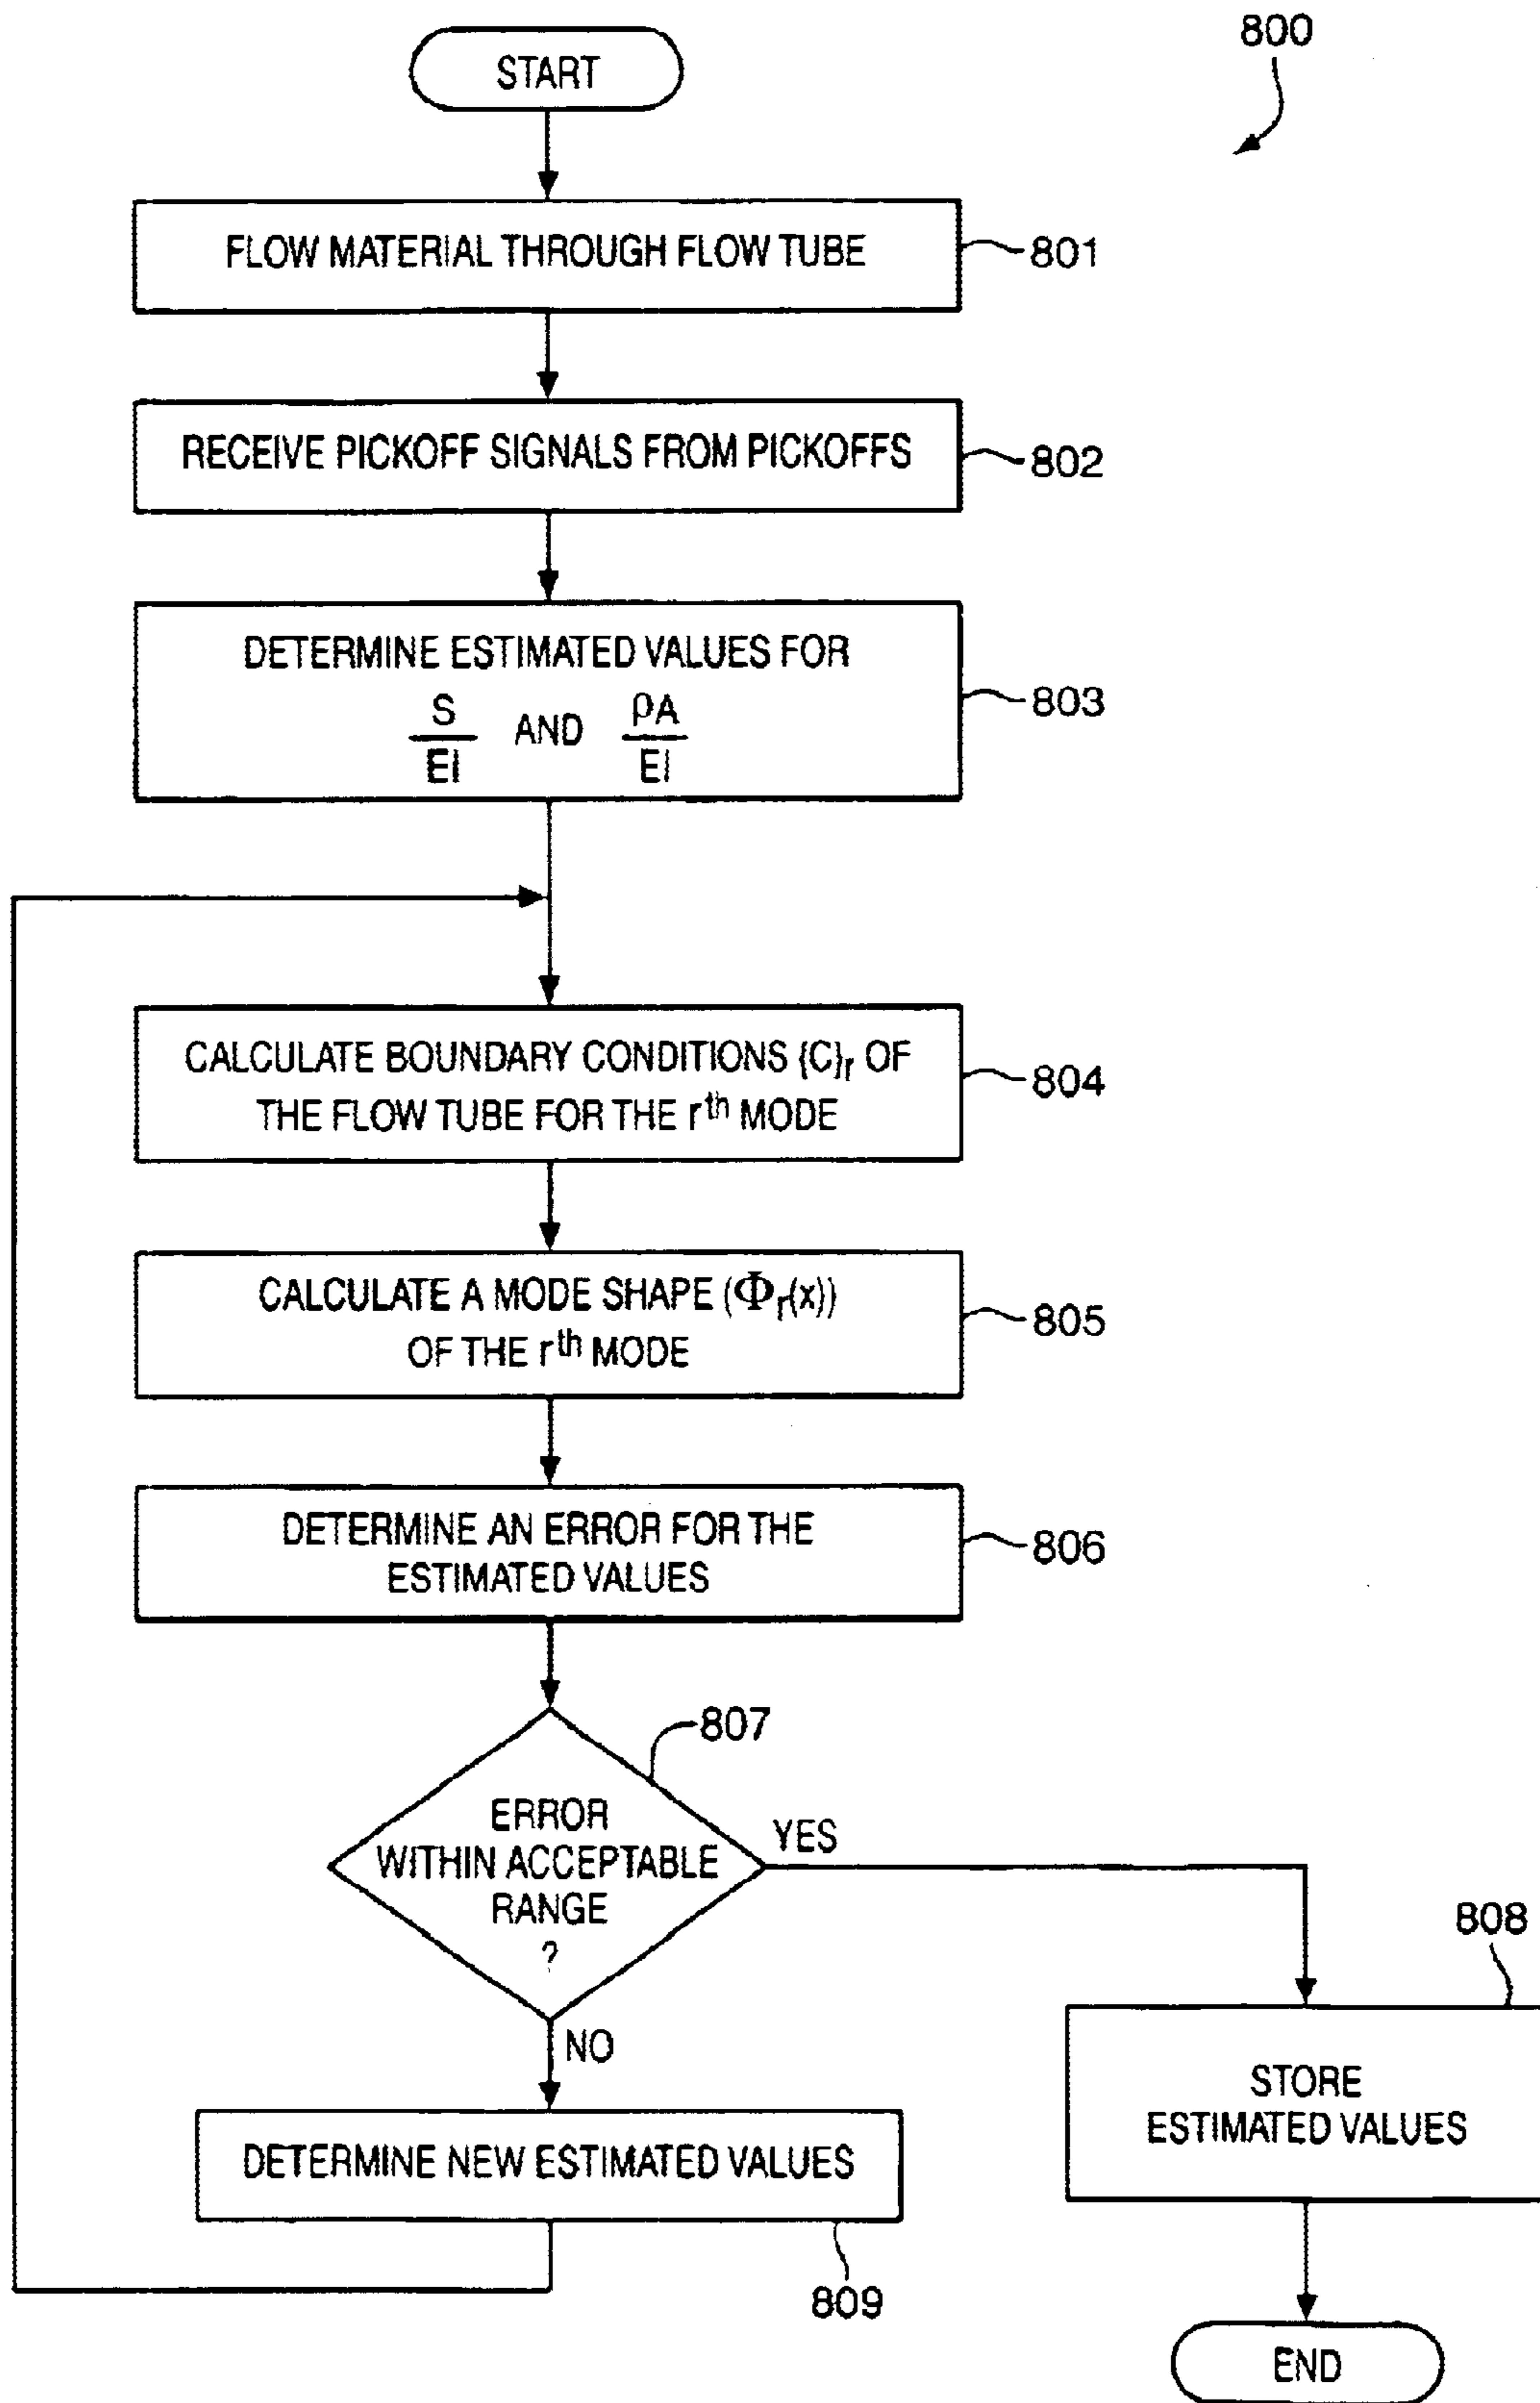 800
START
FLOW MATERIAL THROUGH FLOW TUBE
801
RECEIVE PICKOFF SIGNALS FROM PICKOFFS
802
DETERMINE ESTIMATED VALUES FOR
S/EI AND ρA/EI
803
CALCULATE BOUNDARY CONDITIONS {C}r OF
THE FLOW TUBE FOR THE rth MODE
804
CALCULATE A MODE SHAPE (Φr(x))
OF THE rth MODE
805
DETERMINE AN ERROR FOR THE
ESTIMATED VALUES
806
807
ERROR
WITHIN ACCEPTABLE
RANGE
?
YES
NO
808
STORE
ESTIMATED VALUES
DETERMINE NEW ESTIMATED VALUES
809
END